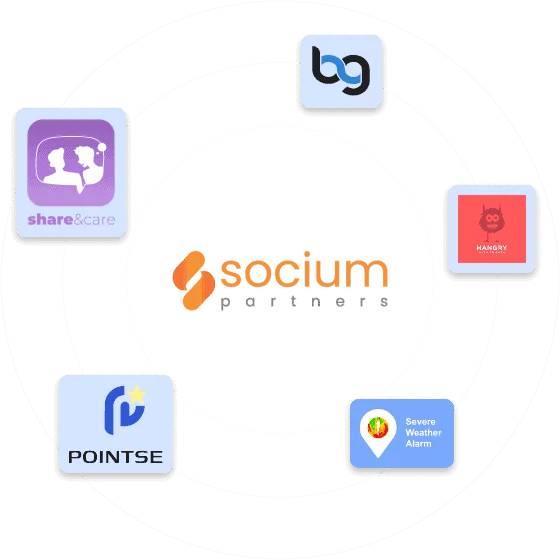 bg
share&care
HANGRY
socium
partners
POINTSE
Severe
Weather
Alarm